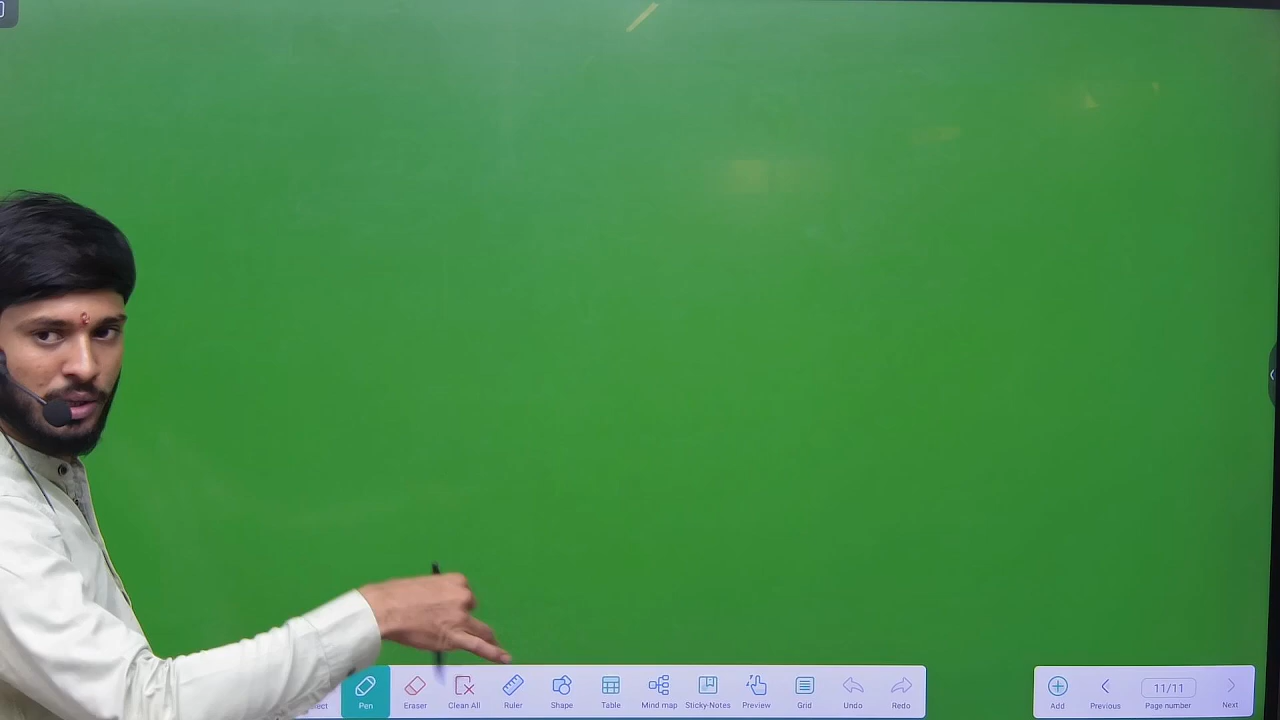 Pen Eraser Clean All Ruler Shape Table Mind map Sticky-Notes Preview Grid Undo Redo
Add Previous 11/11 Page number Next